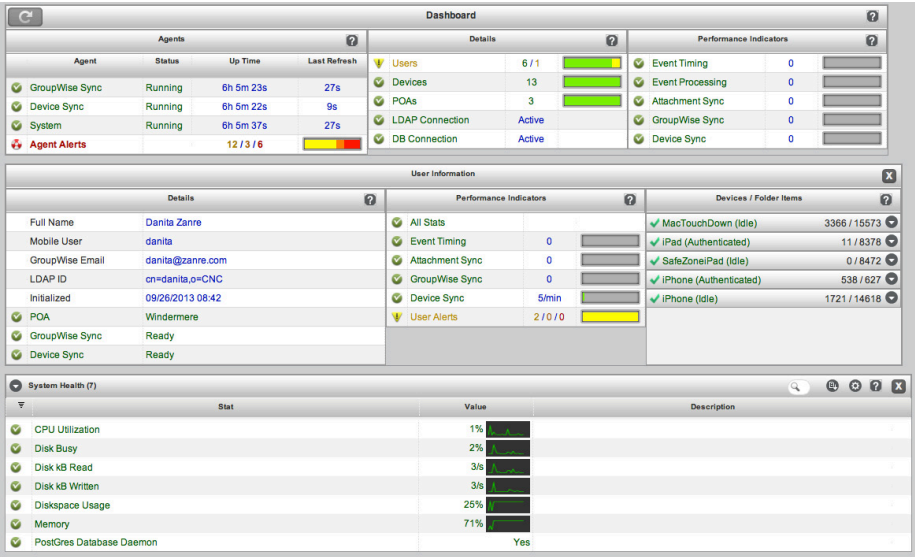 Dashboard
Agents
Agent Status Up Time Last Refresh
GroupWise Sync Running 6h 5m 23s 27s
Device Sync Running 6h 5m 22s 9s
System Running 6h 5m 37s 27s
Agent Alerts 12 / 3 / 6
Details
Users 6 / 1
Devices 13
POAs 3
LDAP Connection Active
DB Connection Active
Performance Indicators
Event Timing 0
Event Processing 0
Attachment Sync 0
GroupWise Sync 0
Device Sync 0
User Information
Details
Full Name Danita Zanre
Mobile User danita
GroupWise Email danita@zanre.com
LDAP ID cn=danita,o=CNC
Initialized 09/26/2013 08:42
POA Windermere
GroupWise Sync Ready
Device Sync Ready
Performance Indicators
All Stats
Event Timing 0
Attachment Sync 0
GroupWise Sync 0
Device Sync 5/min
User Alerts 2 / 0 / 0
Devices / Folder Items
MacTouchDown (Idle) 3366 / 15573
iPad (Authenticated) 11 / 8378
SafeZoneiPad (Idle) 0 / 8472
iPhone (Authenticated) 538 / 627
iPhone (Idle) 1721 / 14618
System Health (7)
Stat Value Description
CPU Utilization 1%
Disk Busy 2%
Disk kB Read 3/s
Disk kB Written 3/s
Diskspace Usage 25%
Memory 71%
PostGres Database Daemon Yes